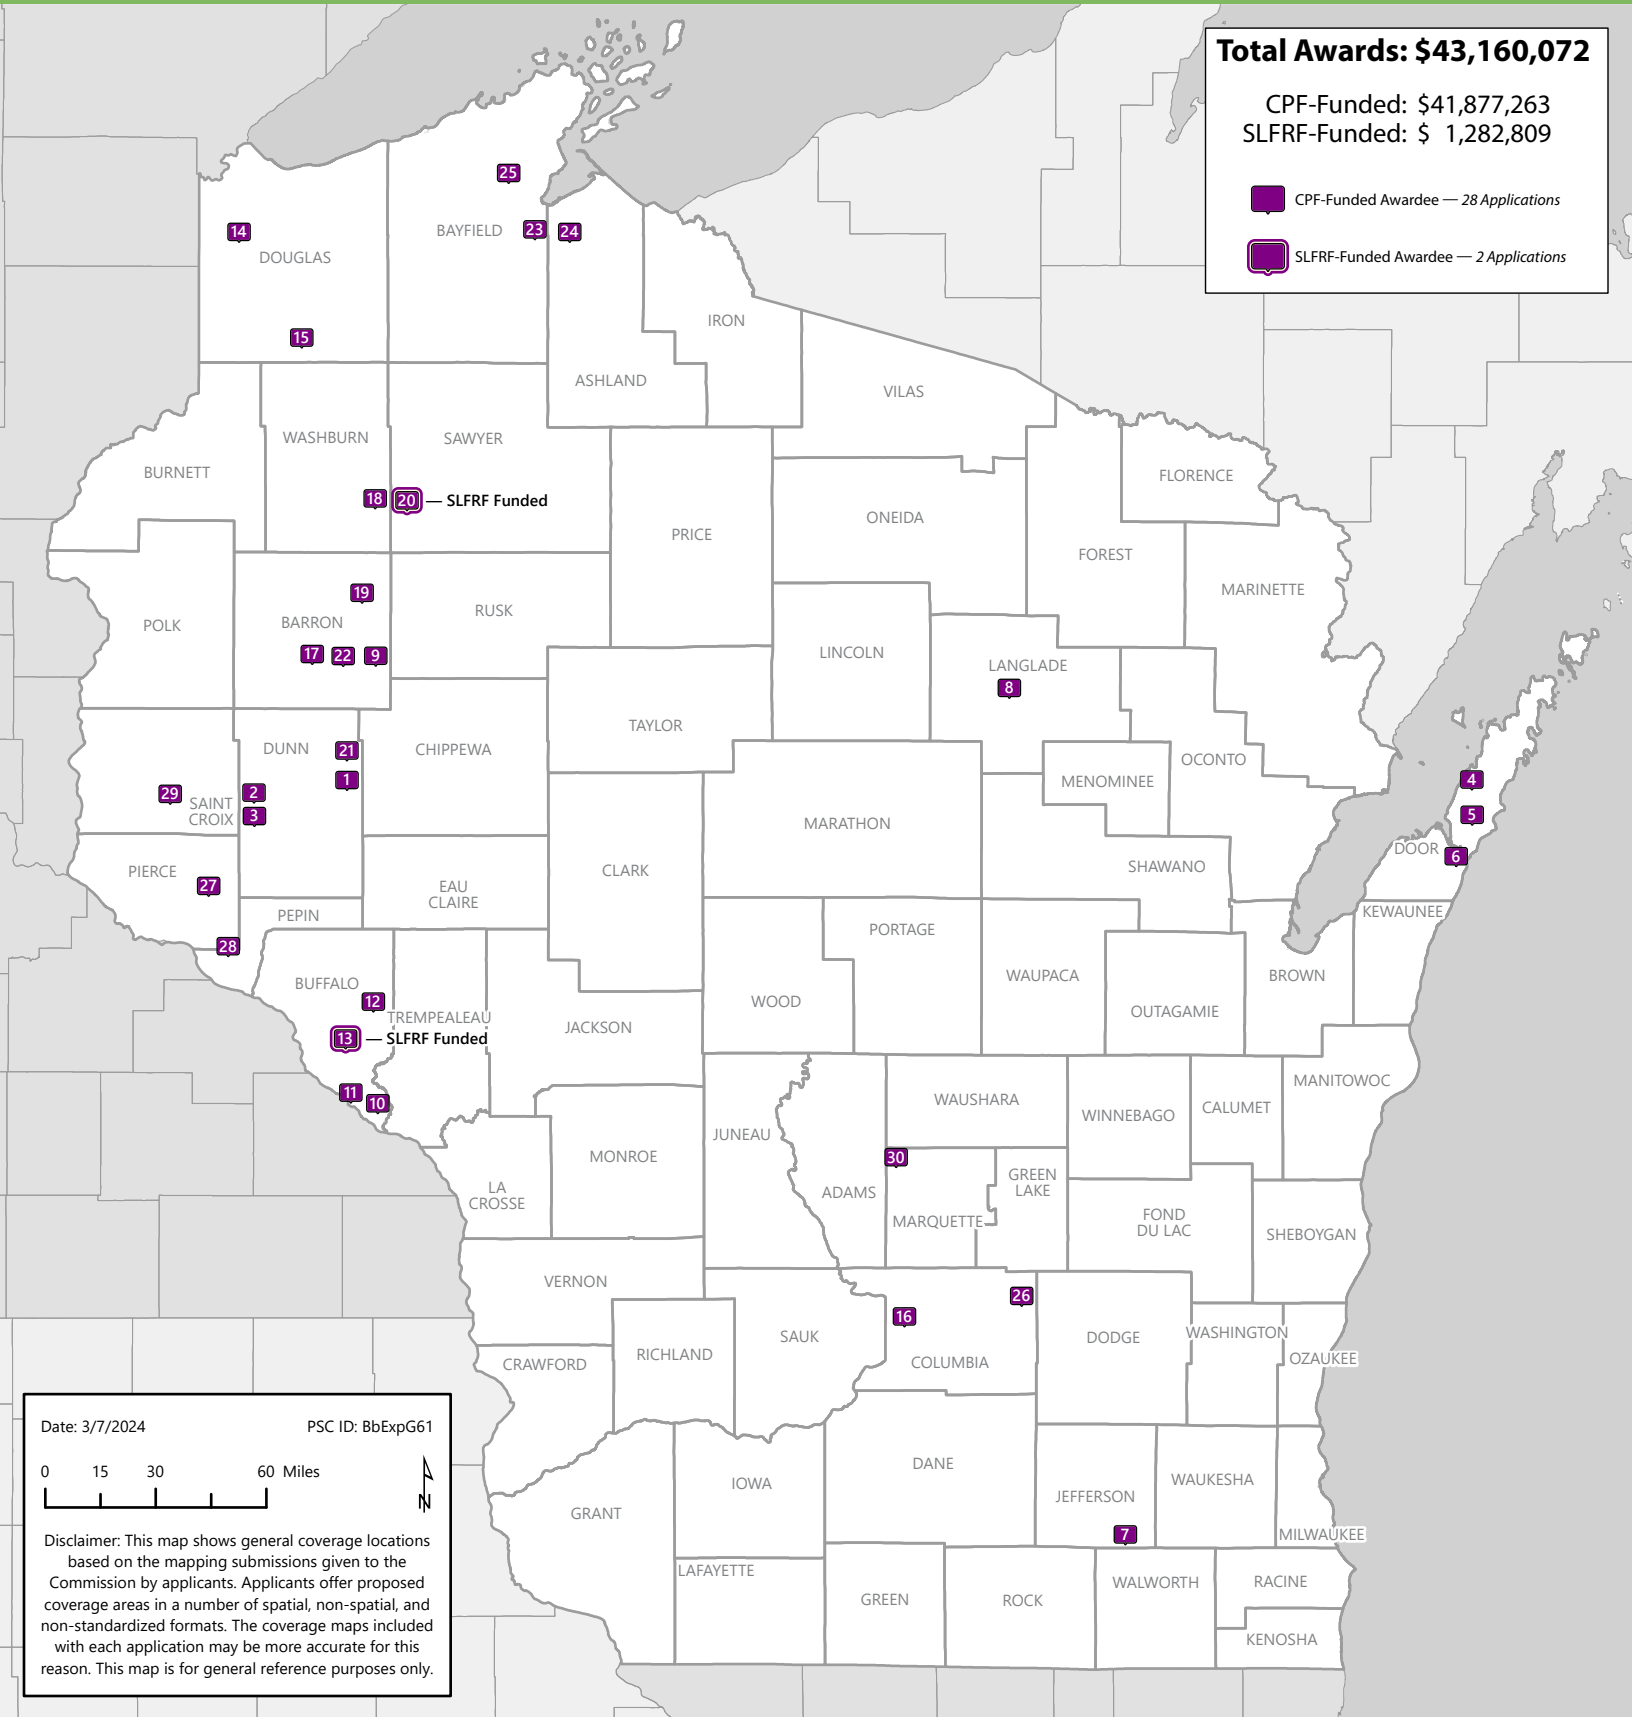 Total Awards: $43,160,072
CPF-Funded: $41,877,263
SLFRF-Funded: $ 1,282,809
CPF-Funded Awardee — 28 Applications
SLFRF-Funded Awardee — 2 Applications
25
14
DOUGLAS
BAYFIELD
23
24
15
IRON
ASHLAND
VILAS
WASHBURN
SAWYER
BURNETT
FLORENCE
18
20
— SLFRF Funded
ONEIDA
PRICE
FOREST
MARINETTE
19
RUSK
BARRON
POLK
17
22
9
LINCOLN
LANGLADE
8
TAYLOR
DUNN
21
CHIPPEWA
OCONTO
1
MENOMINEE
4
29
SAINT
CROIX
2
3
MARATHON
5
DOOR
6
PIERCE
27
EAU
CLAIRE
CLARK
SHAWANO
PEPIN
KEWAUNEE
28
PORTAGE
BUFFALO
12
WAUPACA
BROWN
WOOD
OUTAGAMIE
TREMPEALEAU
JACKSON
13
— SLFRF Funded
11
10
WAUSHARA
WINNEBAGO
CALUMET
MANITOWOC
JUNEAU
MONROE
30
GREEN
LAKE
LA
CROSSE
ADAMS
MARQUETTE
FOND
DU LAC
SHEBOYGAN
VERNON
26
16
SAUK
DODGE
WASHINGTON
CRAWFORD
RICHLAND
COLUMBIA
OZAUKEE
DANE
IOWA
JEFFERSON
WAUKESHA
GRANT
7
MILWAUKEE
LAFAYETTE
GREEN
ROCK
WALWORTH
RACINE
KENOSHA
Date: 3/7/2024 PSC ID: BbExpG61
0 15 30 60 Miles
N
Disclaimer: This map shows general coverage locations
based on the mapping submissions given to the
Commission by applicants. Applicants offer proposed
coverage areas in a number of spatial, non-spatial, and
non-standardized formats. The coverage maps included
with each application may be more accurate for this
reason. This map is for general reference purposes only.